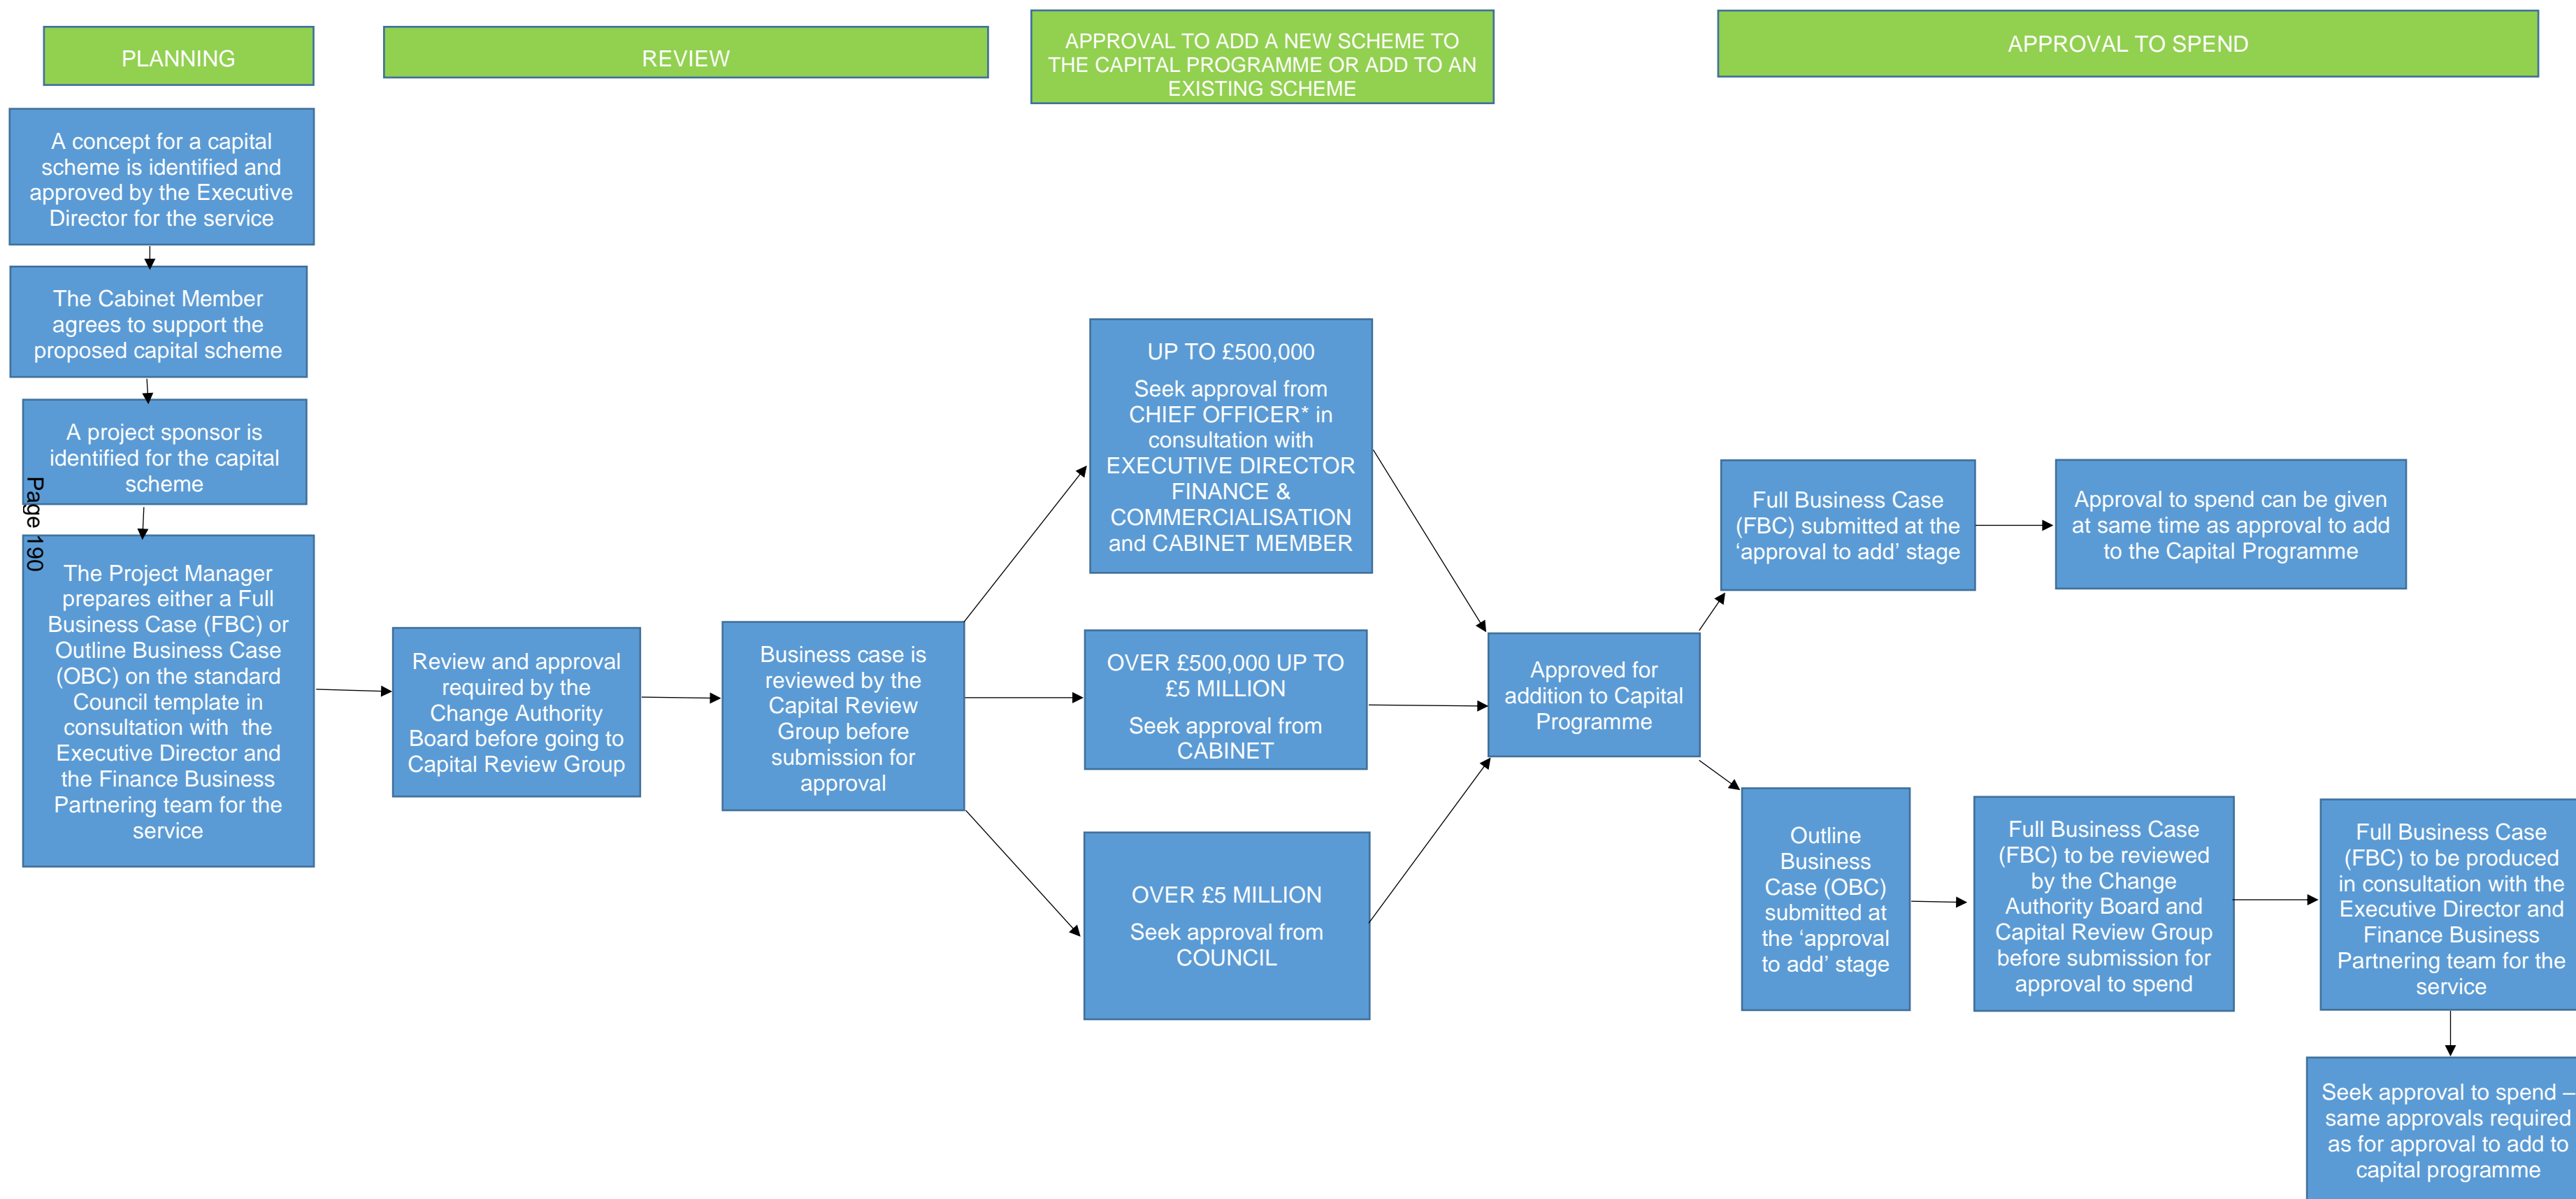 PLANNING
REVIEW
APPROVAL TO ADD A NEW SCHEME TO
THE CAPITAL PROGRAMME OR ADD TO AN
EXISTING SCHEME
APPROVAL TO SPEND
A concept for a capital
scheme is identified and
approved by the Executive
Director for the service
The Cabinet Member
agrees to support the
proposed capital scheme
A project sponsor is
identified for the capital
scheme
Page 190
The Project Manager
prepares either a Full
Business Case (FBC) or
Outline Business Case
(OBC) on the standard
Council template in
consultation with the
Executive Director and
the Finance Business
Partnering team for the
service
Review and approval
required by the
Change Authority
Board before going to
Capital Review Group
Business case is
reviewed by the
Capital Review
Group before
submission for
approval
UP TO £500,000
Seek approval from
CHIEF OFFICER* in
consultation with
EXECUTIVE DIRECTOR
FINANCE &
COMMERCIALISATION
and CABINET MEMBER
OVER £500,000 UP TO
£5 MILLION
Seek approval from
CABINET
OVER £5 MILLION
Seek approval from
COUNCIL
Approved for
addition to Capital
Programme
Full Business Case
(FBC) submitted at the
‘approval to add’ stage
Approval to spend can be given
at same time as approval to add
to the Capital Programme
Outline
Business
Case (OBC)
submitted at
the ‘approval
to add’ stage
Full Business Case
(FBC) to be reviewed
by the Change
Authority Board and
Capital Review Group
before submission for
approval to spend
Full Business Case
(FBC) to be produced
in consultation with the
Executive Director and
Finance Business
Partnering team for the
service
Seek approval to spend –
same approvals required
as for approval to add to
capital programme